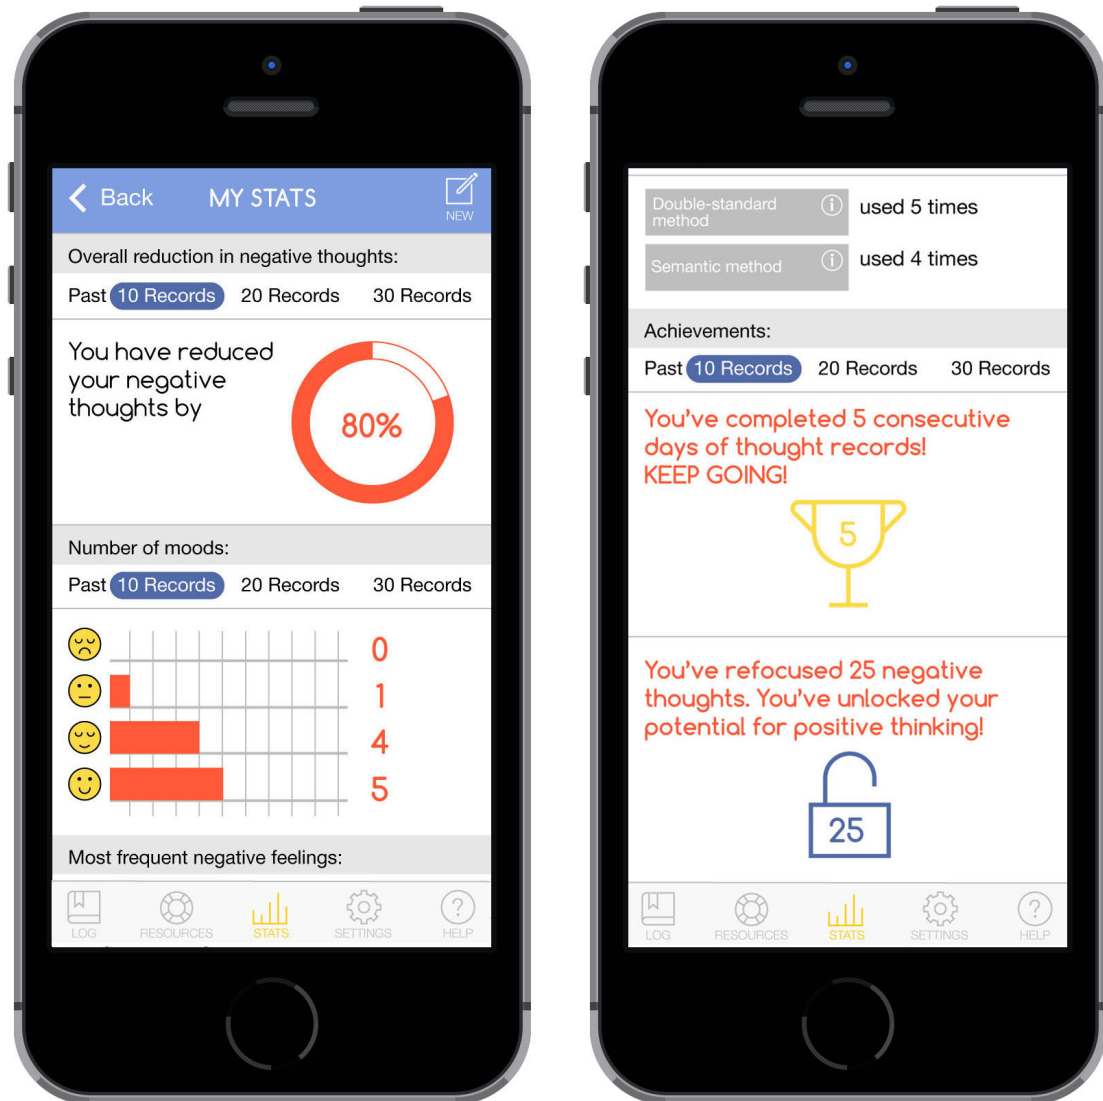 Back MY STATS NEW
Overall reduction in negative thoughts:
Past 10 Records 20 Records 30 Records
You have reduced
your negative
thoughts by
80%
Number of moods:
Past 10 Records 20 Records 30 Records
0
1
4
5
Most frequent negative feelings:
LOG RESOURCES STATS SETTINGS HELP
Double-standard
method
i used 5 times
Semantic method i used 4 times
Achievements:
Past 10 Records 20 Records 30 Records
You've completed 5 consecutive
days of thought records!
KEEP GOING!
5
You've refocused 25 negative
thoughts. You've unlocked your
potential for positive thinking!
25
LOG RESOURCES STATS SETTINGS HELP